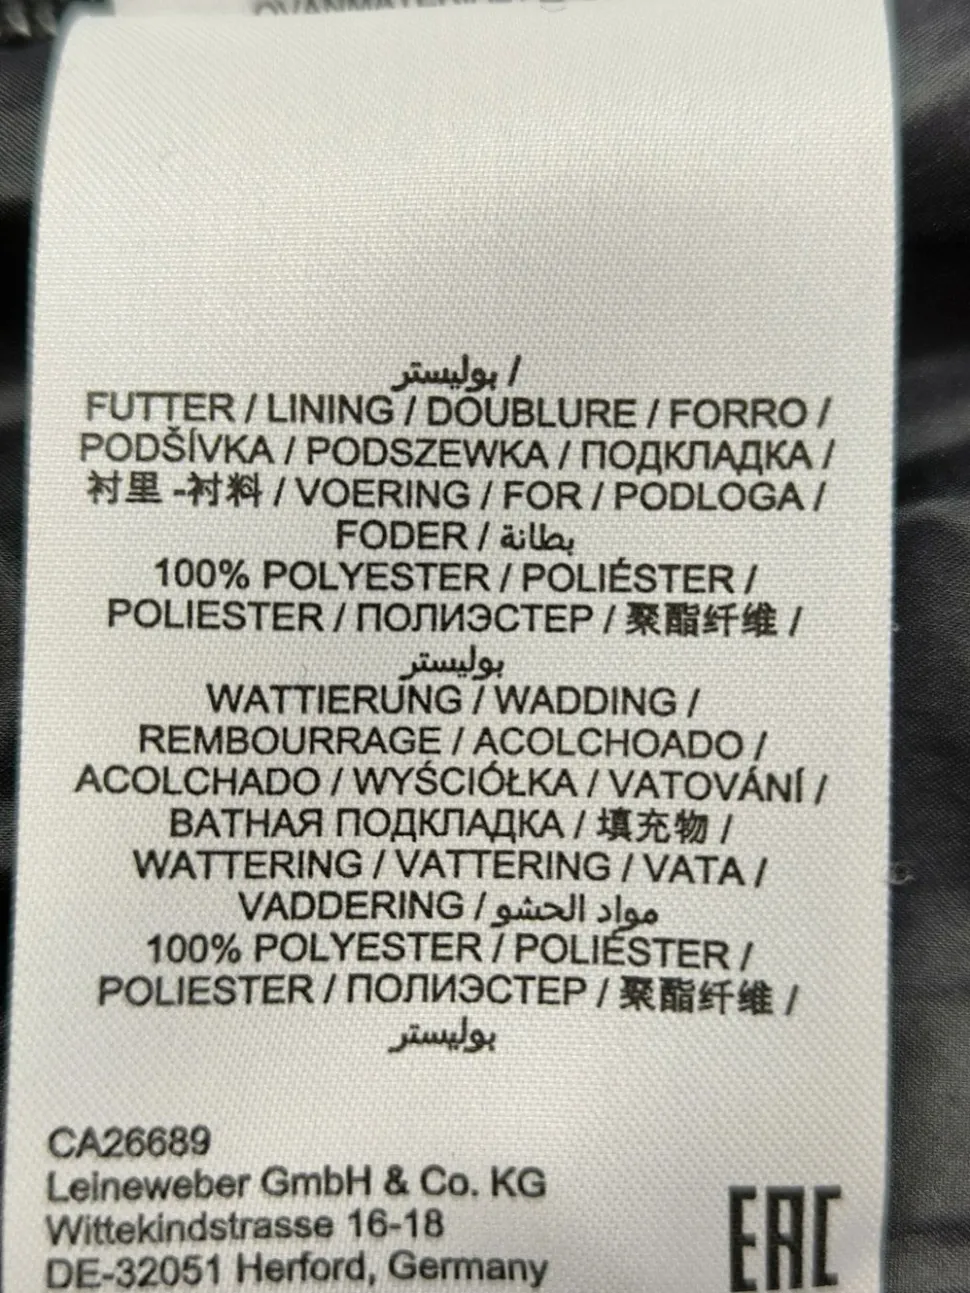 بوليستر /
FUTTER / LINING / DOUBLURE / FORRO /
PODŠÍVKA / PODSZEWKA / ПОДКЛАДКА /
衬里 -衬料 / VOERING / FOR / PODLOGA /
FODER / بطانة
100% POLYESTER / POLIÉSTER /
POLIESTER / ПОЛИЭСТЕР / 聚酯纤维 /
بوليستر
WATTIERUNG / WADDING /
REMBOURRAGE / ACOLCHOADO /
ACOLCHADO / WYŚCIÓŁKA / VATOVÁNÍ /
ВАТНАЯ ПОДКЛАДКА / 填充物 /
WATTERING / VATTERING / VATA /
VADDERING / مواد الحشو
100% POLYESTER / POLIÉSTER /
POLIESTER / ПОЛИЭСТЕР / 聚酯纤维 /
بوليستر
CA26689
Leineweber GmbH & Co. KG
Wittekindstrasse 16-18
DE-32051 Herford, Germany
EAC